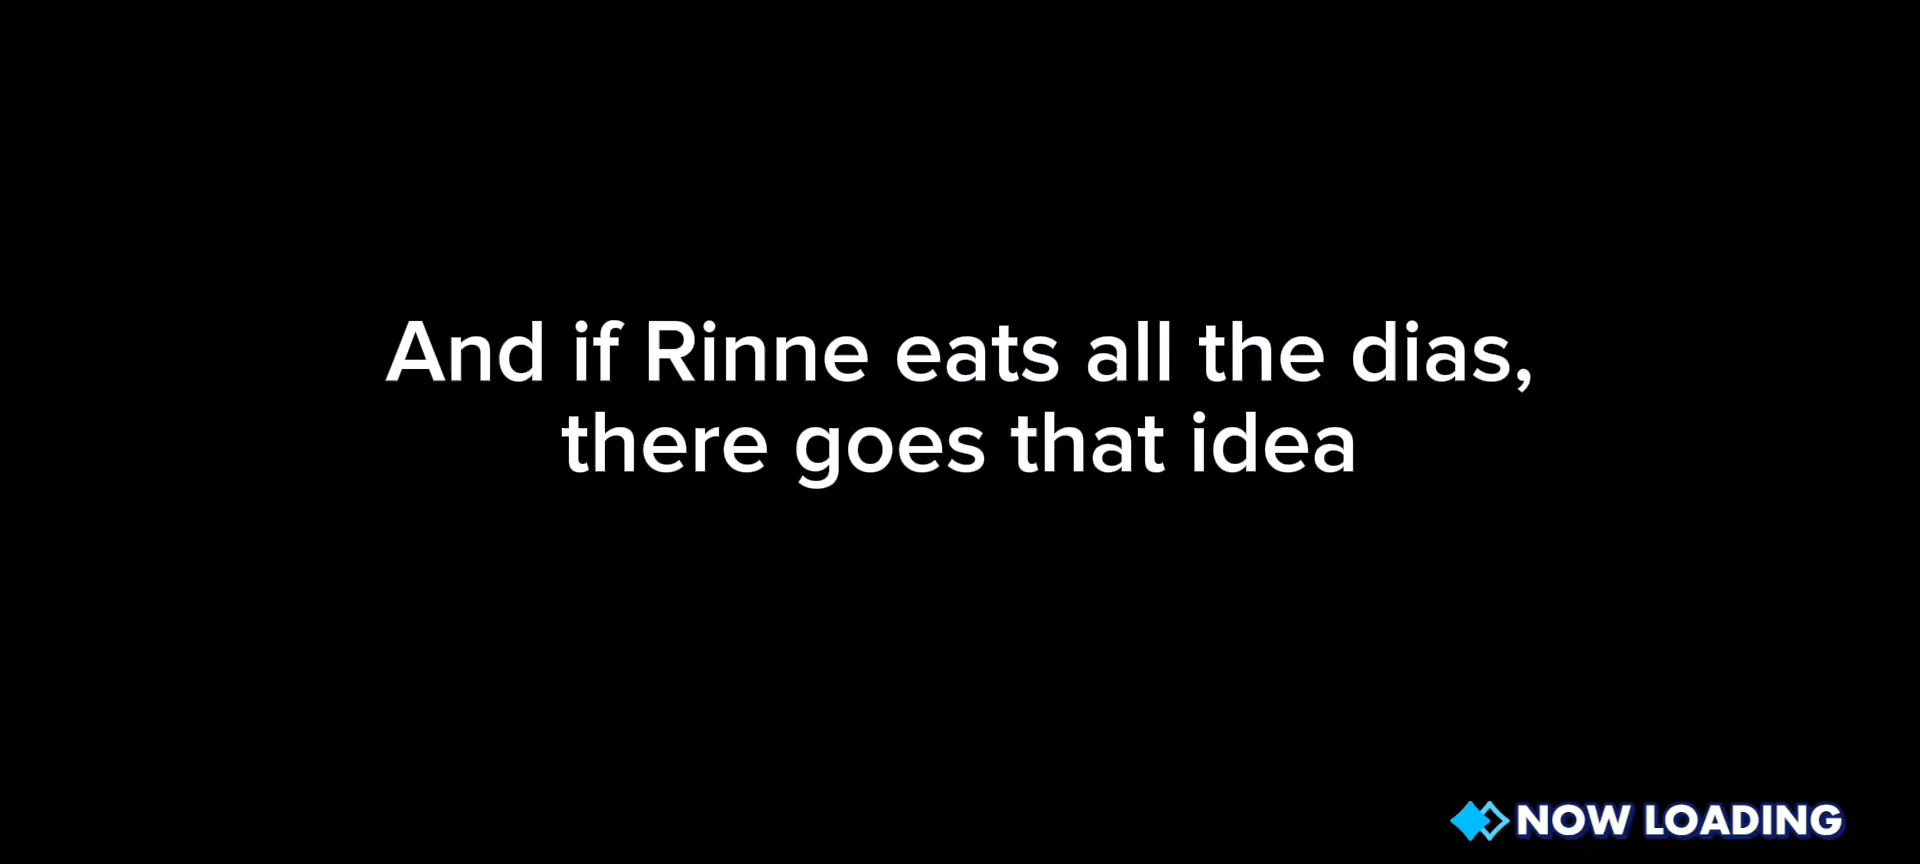 And if Rinne eats all the dias,
there goes that idea
NOW LOADING